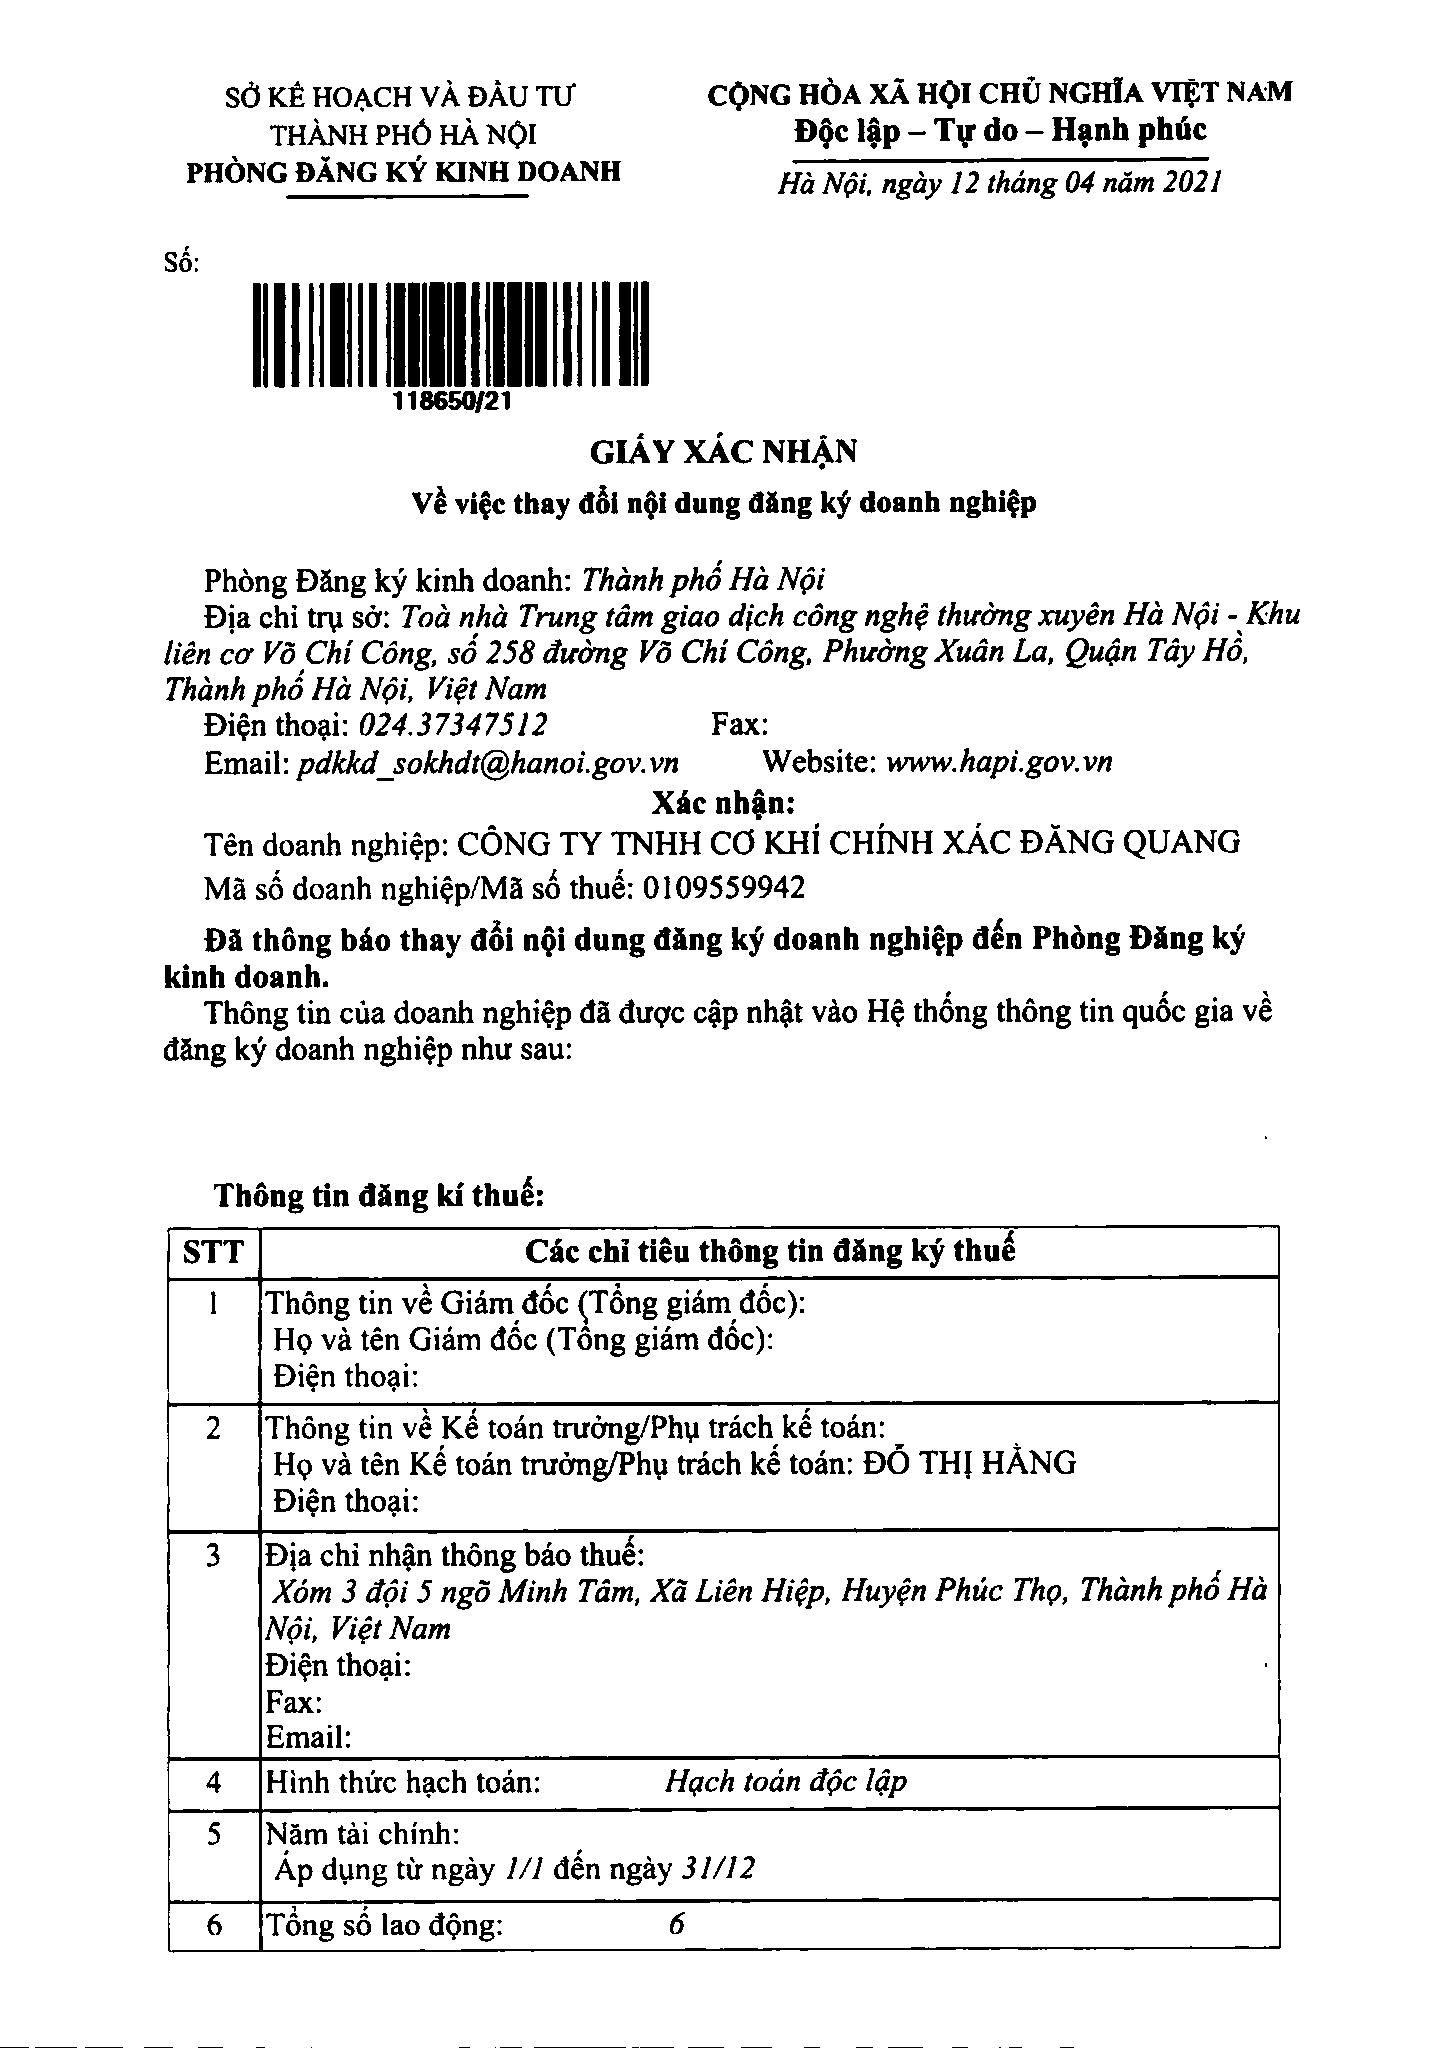 SỞ KẾ HOẠCH VÀ ĐẦU TƯ
THÀNH PHỐ HÀ NỘI
PHÒNG ĐĂNG KÝ KINH DOANH
CỘNG HÒA XÃ HỘI CHỦ NGHĨA VIỆT NAM
Độc lập – Tự do – Hạnh phúc
Hà Nội, ngày 12 tháng 04 năm 2021
Số:
118650/21
GIẤY XÁC NHẬN
Về việc thay đổi nội dung đăng ký doanh nghiệp
Phòng Đăng ký kinh doanh: Thành phố Hà Nội
Địa chỉ trụ sở: Toà nhà Trung tâm giao dịch công nghệ thường xuyên Hà Nội - Khu
liên cơ Võ Chí Công, số 258 đường Võ Chí Công, Phường Xuân La, Quận Tây Hồ,
Thành phố Hà Nội, Việt Nam
Điện thoại: 024.37347512 Fax:
Email: pdkkd_sokhdt@hanoi.gov.vn Website: www.hapi.gov.vn
Xác nhận:
Tên doanh nghiệp: CÔNG TY TNHH CƠ KHÍ CHÍNH XÁC ĐĂNG QUANG
Mã số doanh nghiệp/Mã số thuế: 0109559942
Đã thông báo thay đổi nội dung đăng ký doanh nghiệp đến Phòng Đăng ký
kinh doanh.
Thông tin của doanh nghiệp đã được cập nhật vào Hệ thống thông tin quốc gia về
đăng ký doanh nghiệp như sau:
Thông tin đăng kí thuế:
STT Các chỉ tiêu thông tin đăng ký thuế
1 Thông tin về Giám đốc (Tổng giám đốc):
Họ và tên Giám đốc (Tổng giám đốc):
Điện thoại:
2 Thông tin về Kế toán trưởng/Phụ trách kế toán:
Họ và tên Kế toán trưởng/Phụ trách kế toán: ĐỖ THỊ HẰNG
Điện thoại:
3 Địa chỉ nhận thông báo thuế:
Xóm 3 đội 5 ngõ Minh Tâm, Xã Liên Hiệp, Huyện Phúc Thọ, Thành phố Hà
Nội, Việt Nam
Điện thoại:
Fax:
Email:
4 Hình thức hạch toán: Hạch toán độc lập
5 Năm tài chính:
Áp dụng từ ngày 1/1 đến ngày 31/12
6 Tổng số lao động: 6